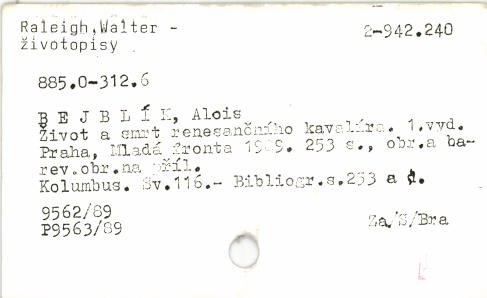 Raleigh,Walter - 2-942.240
životopisy
885.0-312.6
B E J B L Í K, Alois
Život a smrt renesančního kavalíra. 1.vyd.
Praha, Mladá fronta 1989. 253 s., obr.a ba-
rev.obr.na příl.
Kolumbus. Sv.116.- Bibliogr.s.253 a d.
9562/89
P9563/89 Za/S/Bra